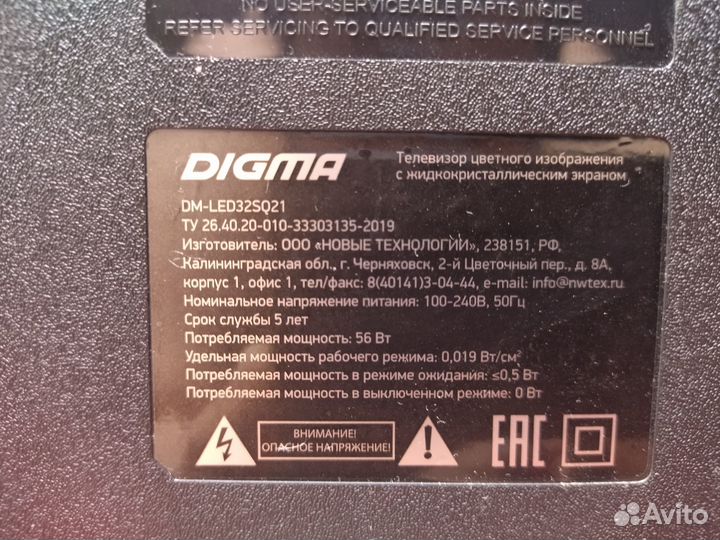 NO USER-SERVICEABLE PARTS INSIDE
REFER SERVICING TO QUALIFIED SERVICE PERSONNEL
DIGMA
Телевизор цветного изображения
с жидкокристаллическим экраном
DM-LED32SQ21
ТУ 26.40.20-010-33303135-2019
Изготовитель: ООО «НОВЫЕ ТЕХНОЛОГИИ», 238151, РФ,
Калининградская обл., г. Черняховск, 2-й Цветочный пер., д. 8А,
корпус 1, офис 1, тел/факс: 8(40141)3-04-44, e-mail: info@nwtex.ru
Номинальное напряжение питания: 100-240В, 50Гц
Срок службы 5 лет
Потребляемая мощность: 56 Вт
Удельная мощность рабочего режима: 0,019 Вт/см²
Потребляемая мощность в режиме ожидания: ≤0,5 Вт
Потребляемая мощность в выключенном режиме: 0 Вт
ВНИМАНИЕ!
ОПАСНОЕ НАПРЯЖЕНИЕ!
EAC
Avito